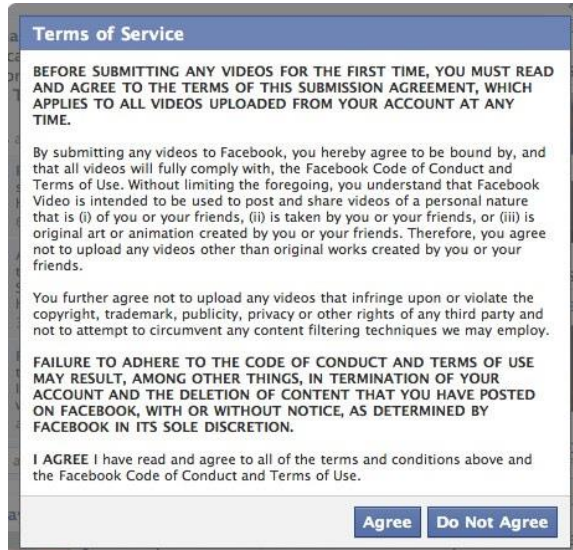 Terms of Service
BEFORE SUBMITTING ANY VIDEOS FOR THE FIRST TIME, YOU MUST READ
AND AGREE TO THE TERMS OF THIS SUBMISSION AGREEMENT, WHICH
APPLIES TO ALL VIDEOS UPLOADED FROM YOUR ACCOUNT AT ANY
TIME.
By submitting any videos to Facebook, you hereby agree to be bound by, and
that all videos will fully comply with, the Facebook Code of Conduct and
Terms of Use. Without limiting the foregoing, you understand that Facebook
Video is intended to be used to post and share videos of a personal nature
that is (i) of you or your friends, (ii) is taken by you or your friends, or (iii) is
original art or animation created by you or your friends. Therefore, you agree
not to upload any videos other than original works created by you or your
friends.
You further agree not to upload any videos that infringe upon or violate the
copyright, trademark, publicity, privacy or other rights of any third party and
not to attempt to circumvent any content filtering techniques we may employ.
FAILURE TO ADHERE TO THE CODE OF CONDUCT AND TERMS OF USE
MAY RESULT, AMONG OTHER THINGS, IN TERMINATION OF YOUR
ACCOUNT AND THE DELETION OF CONTENT THAT YOU HAVE POSTED
ON FACEBOOK, WITH OR WITHOUT NOTICE, AS DETERMINED BY
FACEBOOK IN ITS SOLE DISCRETION.
I AGREE I have read and agree to all of the terms and conditions above and
the Facebook Code of Conduct and Terms of Use.
Agree Do Not Agree